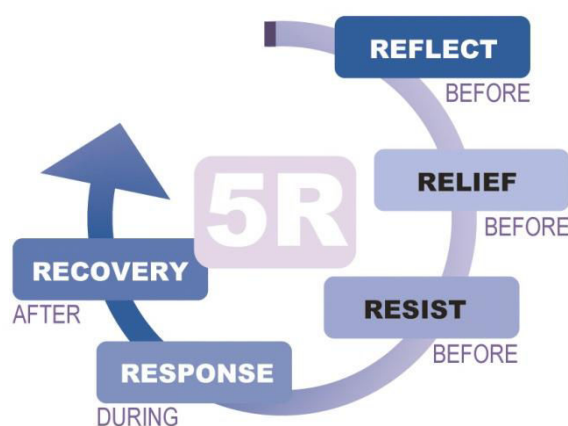 REFLECT
BEFORE
RELIEF
BEFORE
5R
RESIST
BEFORE
RESPONSE
DURING
RECOVERY
AFTER